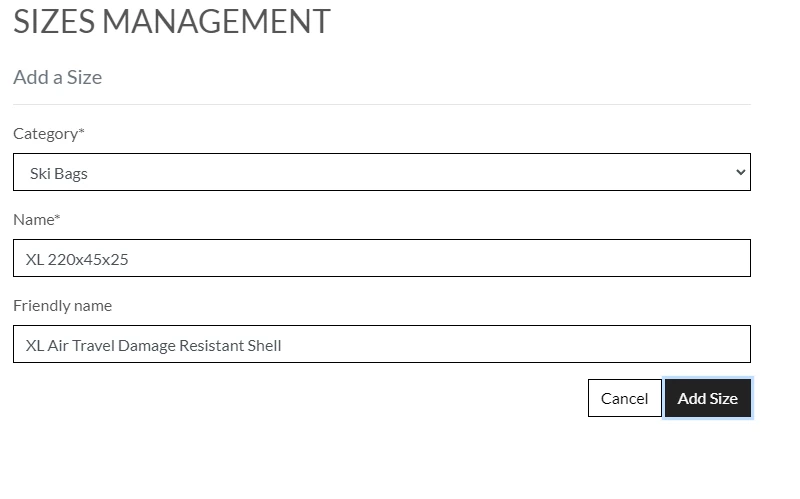 SIZES MANAGEMENT
Add a Size
Category*
Ski Bags
Name*
XL 220x45x25
Friendly name
XL Air Travel Damage Resistant Shell
Cancel Add Size